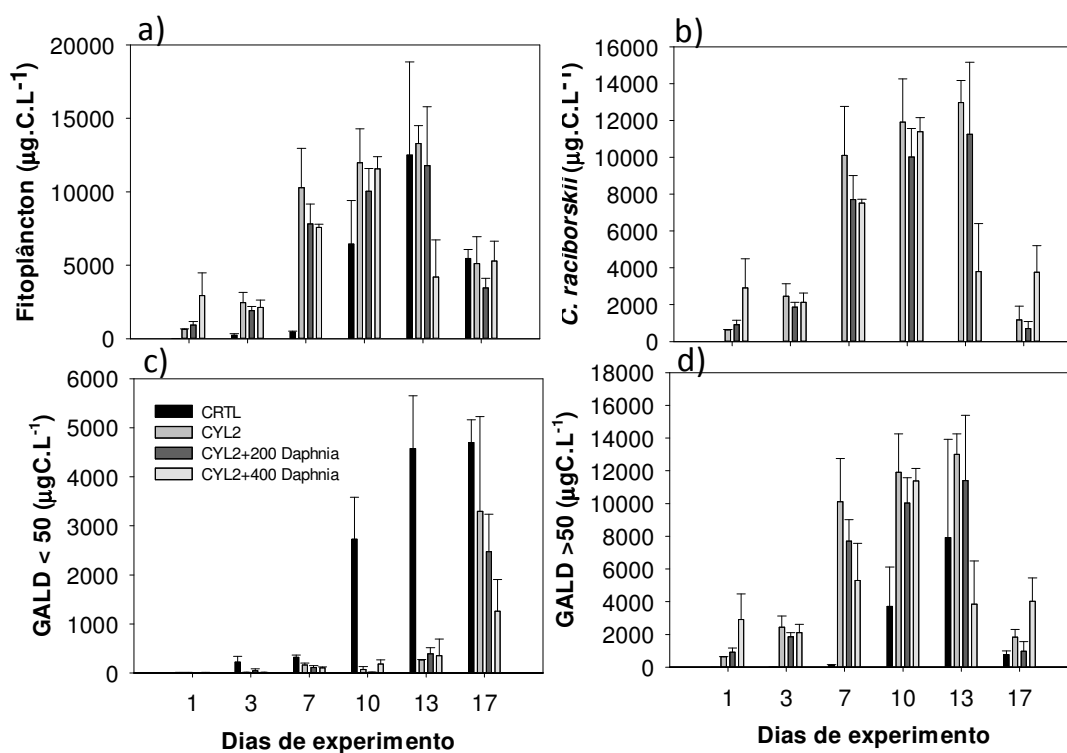 a)
20000
15000
10000
5000
0
Fitoplâncton (µg.C.L⁻¹)
b)
16000
14000
12000
10000
8000
6000
4000
2000
0
C. raciborskii (µg.C.L⁻¹)
c)
6000
5000
4000
3000
2000
1000
0
GALD < 50 (µgC.L⁻¹)
CRTL
CYL2
CYL2+200 Daphnia
CYL2+400 Daphnia
1 3 7 10 13 17
Dias de experimento
d)
18000
16000
14000
12000
10000
8000
6000
4000
2000
0
GALD >50 (µgC.L⁻¹)
1 3 7 10 13 17
Dias de experimento